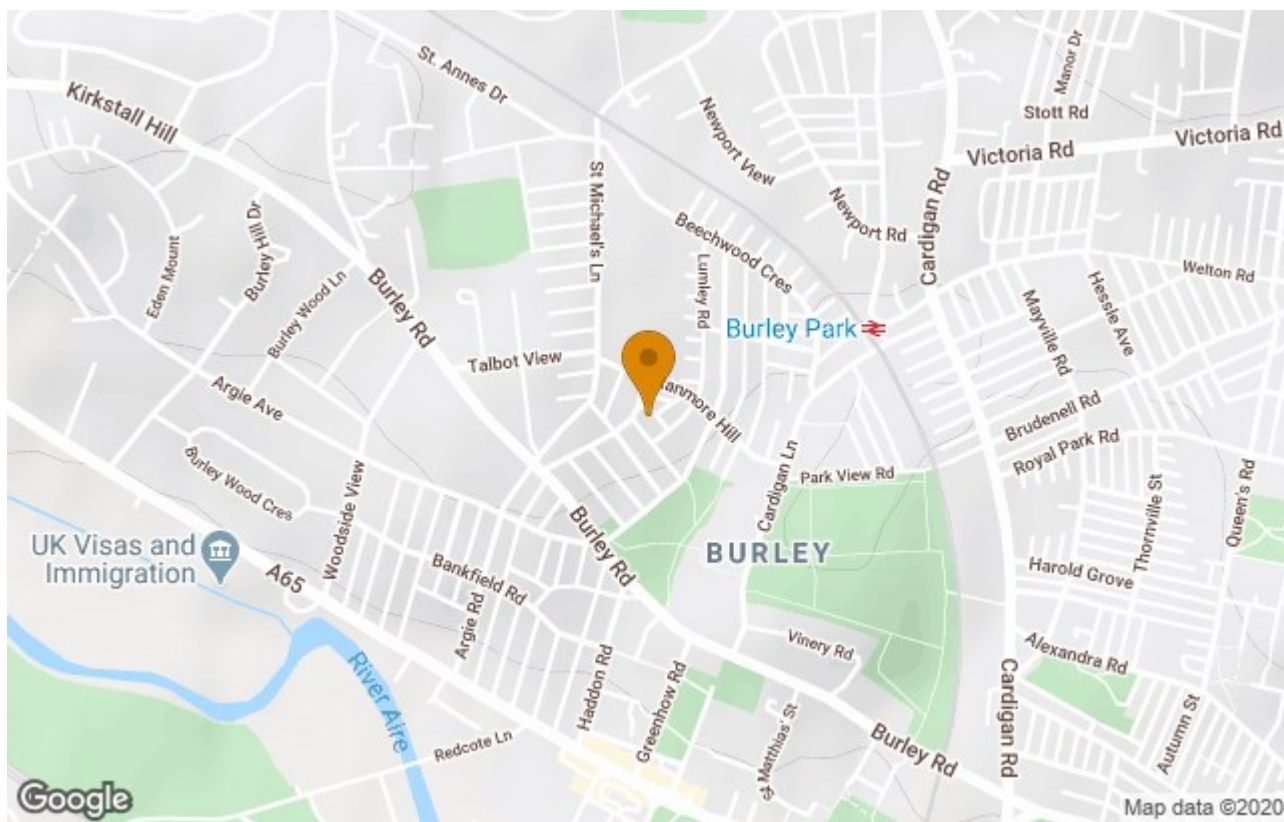 St. Annes Dr
Kirkstall Hill
Newport View
Manor Dr
Stott Rd
Victoria Rd
Victoria Rd
St Michael's Ln
Cardigan Rd
Newport Rd
Beechwood Cres
Burley Hill Dr
Eden Mount
Burley Wood Ln
Burley Rd
Lumley Rd
Welton Rd
Hessle Ave
Mayville Rd
Burley Park
Talbot View
Argie Ave
anmore Hill
Brudenell Rd
Royal Park Rd
Cardigan Ln
Park View Rd
Thornville St
Queen's Rd
Burley Wood Cres
Woodside View
Burley Rd
BURLEY
UK Visas and
Immigration
A65
Bankfield Rd
Harold Grove
Argie Rd
Vinery Rd
Alexandra Rd
River Aire
Haddon Rd
Greenhow Rd
Cardigan Rd
Autumn St
Redcote Ln
St Matthias' St
Burley Rd
Google
Map data ©2020